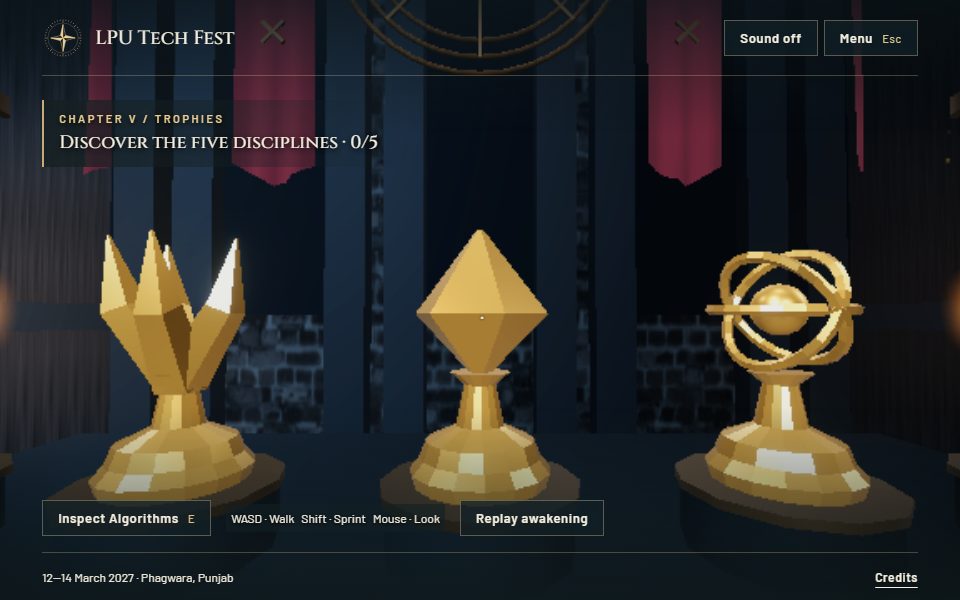 LPU Tech Fest
Sound off
Menu Esc
CHAPTER V / TROPHIES
Discover the five disciplines · 0/5
Inspect Algorithms E
WASD · Walk Shift · Sprint Mouse · Look
Replay awakening
12–14 March 2027 · Phagwara, Punjab
Credits